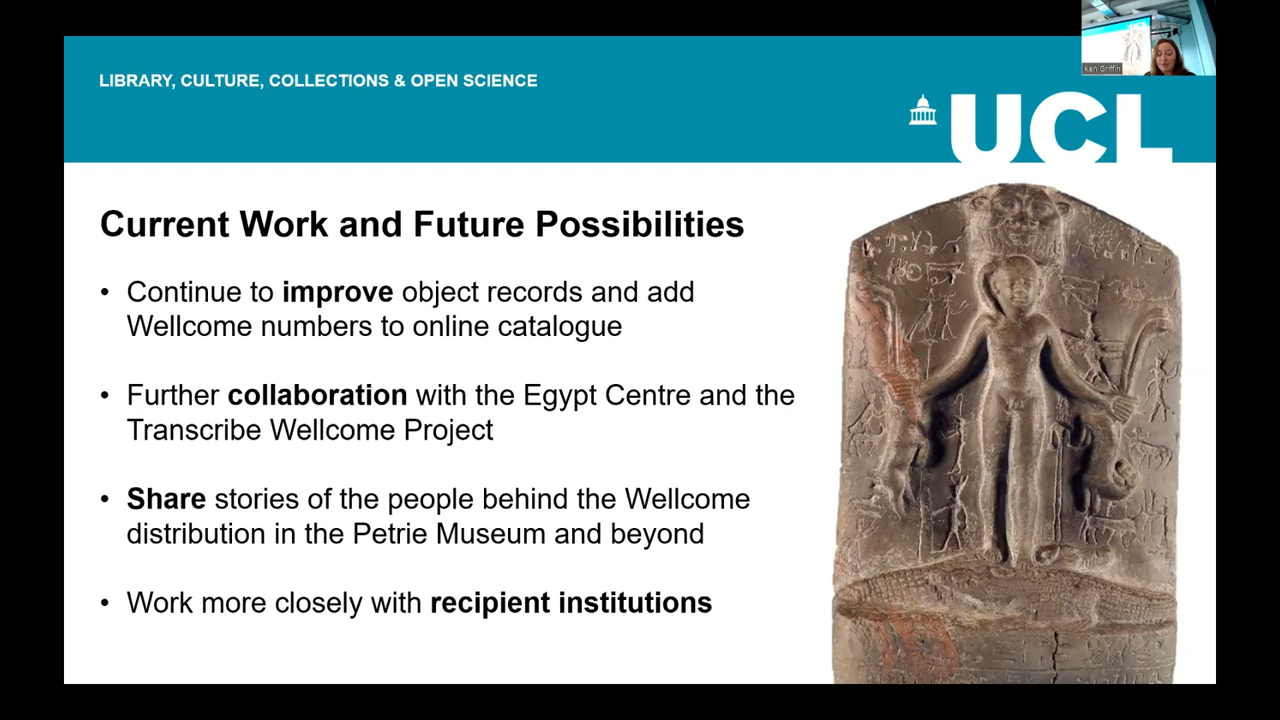 Ken Griffin
LIBRARY, CULTURE, COLLECTIONS & OPEN SCIENCE
UCL
Current Work and Future Possibilities
• Continue to improve object records and add
Wellcome numbers to online catalogue
• Further collaboration with the Egypt Centre and the
Transcribe Wellcome Project
• Share stories of the people behind the Wellcome
distribution in the Petrie Museum and beyond
• Work more closely with recipient institutions